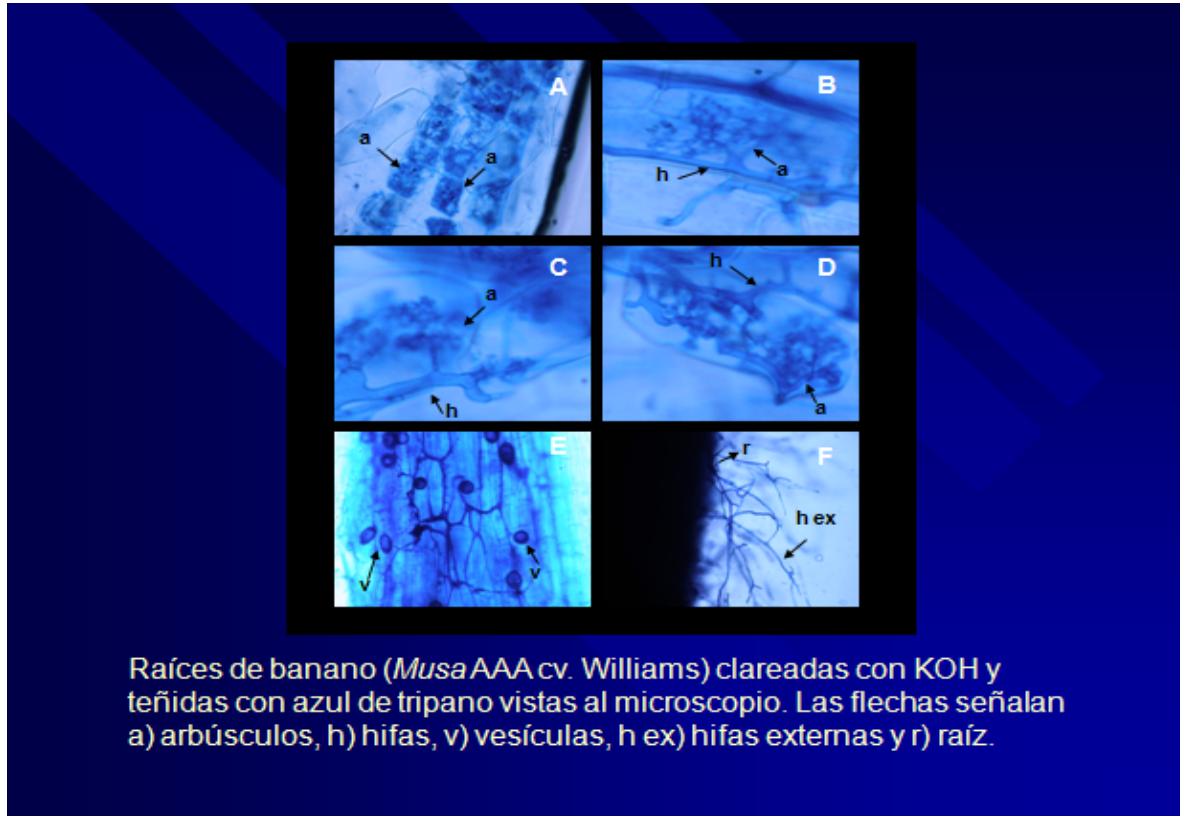 A
a
a
B
a
h
C
a
h
D
h
a
E
v
v
F
r
h ex
Raíces de banano (Musa AAA cv. Williams) clareadas con KOH y
teñidas con azul de tripano vistas al microscopio. Las flechas señalan
a) arbúsculos, h) hifas, v) vesículas, h ex) hifas externas y r) raíz.